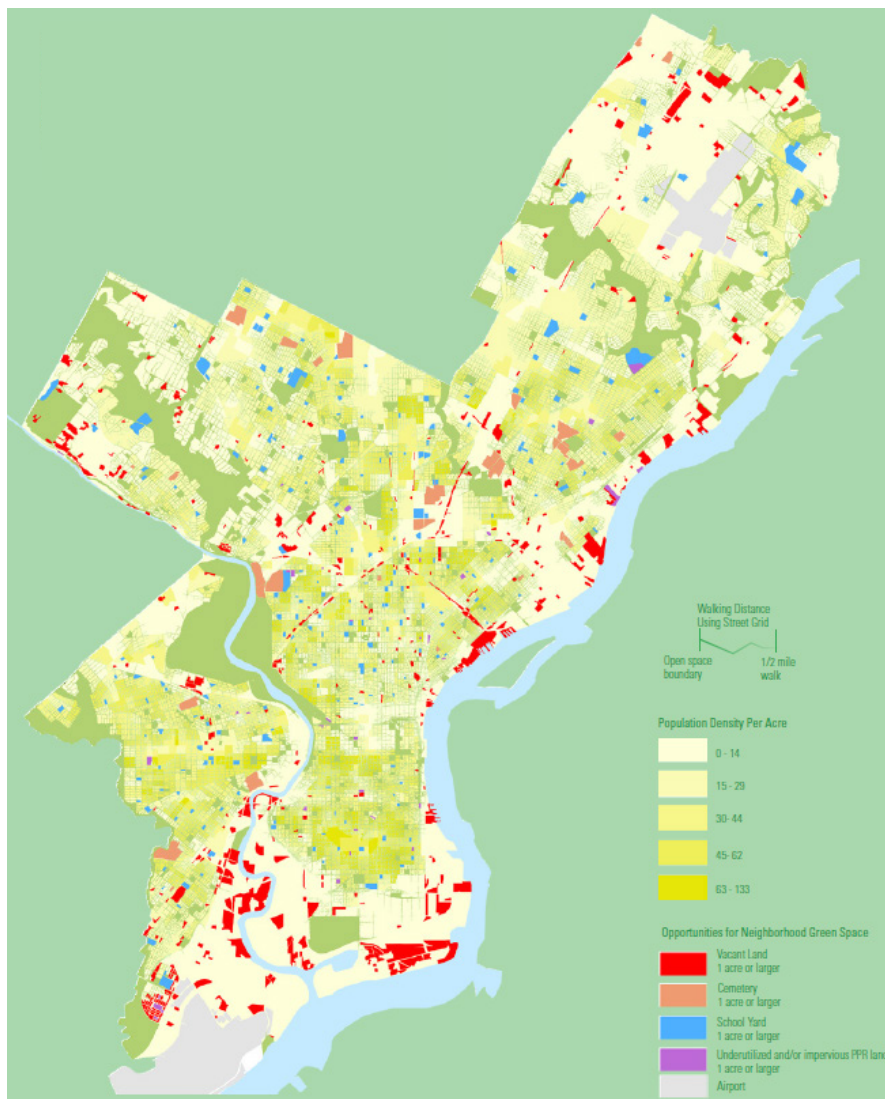 Walking Distance
Using Street Grid
Open space
boundary
1/2 mile
walk
Population Density Per Acre
0 - 14
15 - 29
30- 44
45- 62
63 - 133
Opportunities for Neighborhood Green Space
Vacant Land
1 acre or larger
Cemetery
1 acre or larger
School Yard
1 acre or larger
Underutilized and/or impervious PPR land
1 acre or larger
Airport